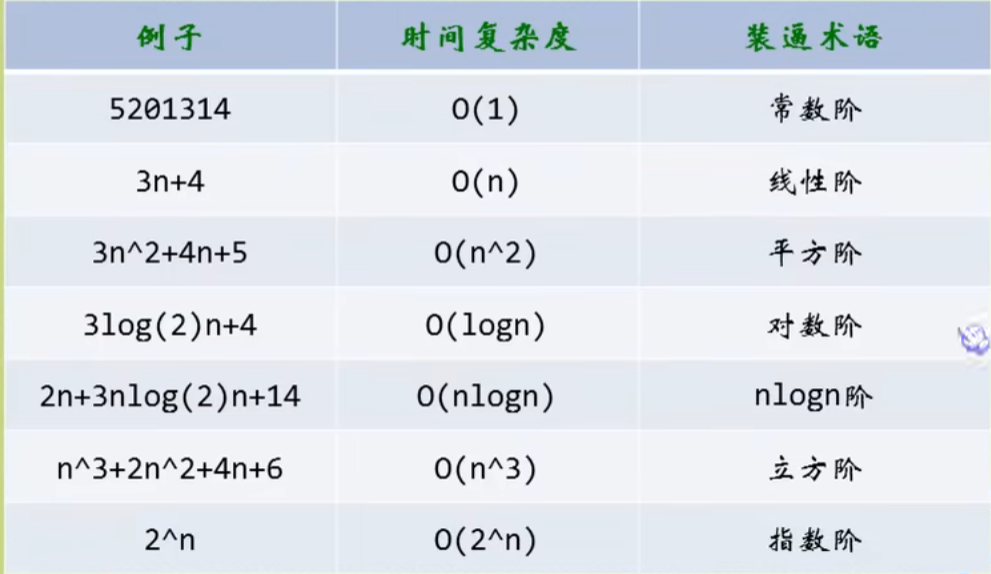 例子 时间复杂度 装逼术语
5201314 O(1) 常数阶
3n+4 O(n) 线性阶
3n^2+4n+5 O(n^2) 平方阶
3log(2)n+4 O(logn) 对数阶
2n+3nlog(2)n+14 O(nlogn) nlogn阶
n^3+2n^2+4n+6 O(n^3) 立方阶
2^n O(2^n) 指数阶